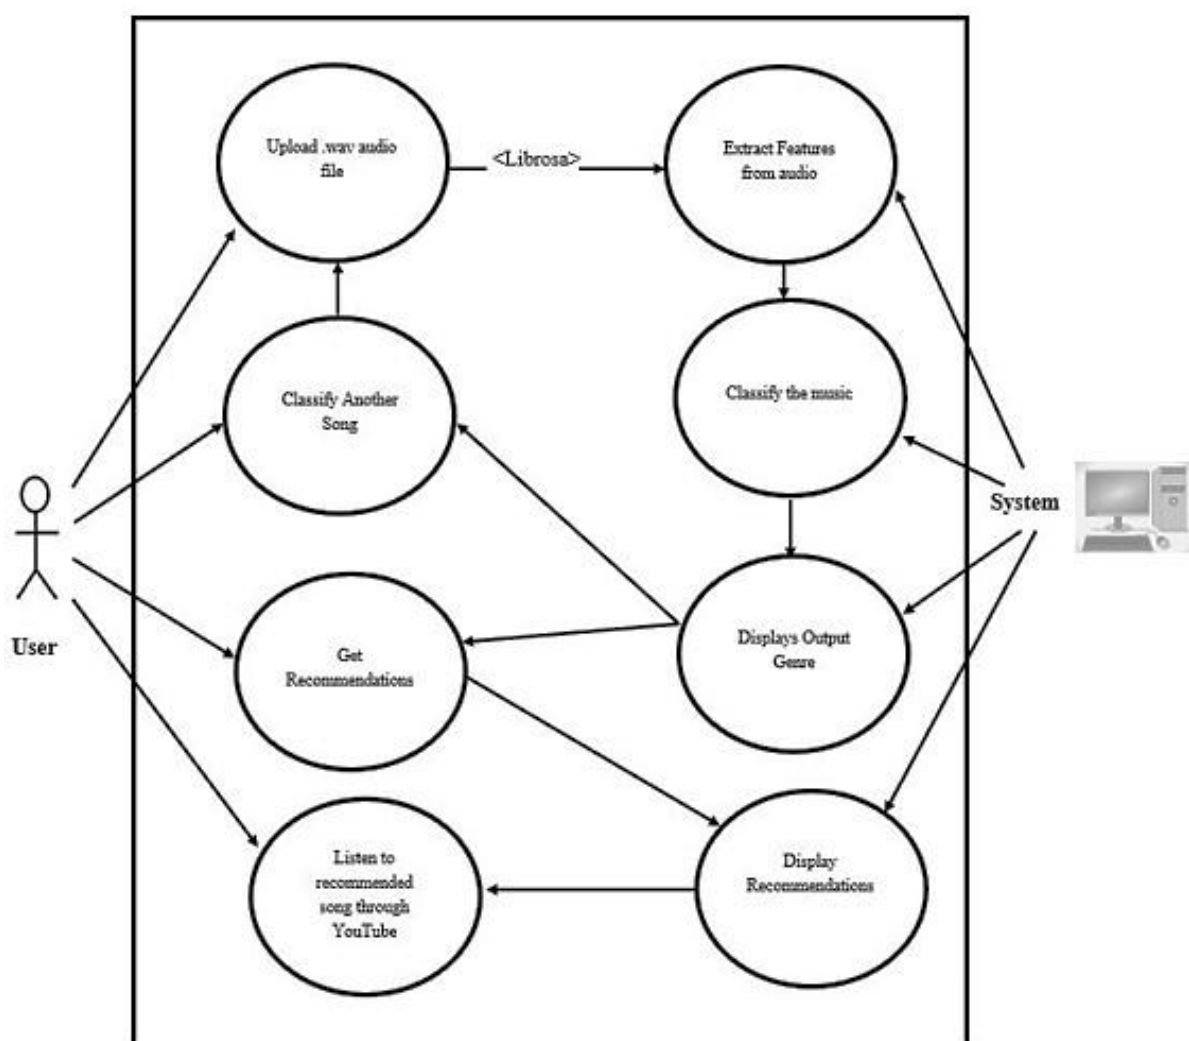 Upload .wav audio
file
<Librosa>
Extract Features
from audio
Classify Another
Song
Classify the music
System
User
Get
Recommendations
Displays Output
Genre
Listen to
recommended
song through
YouTube
Display
Recommendations